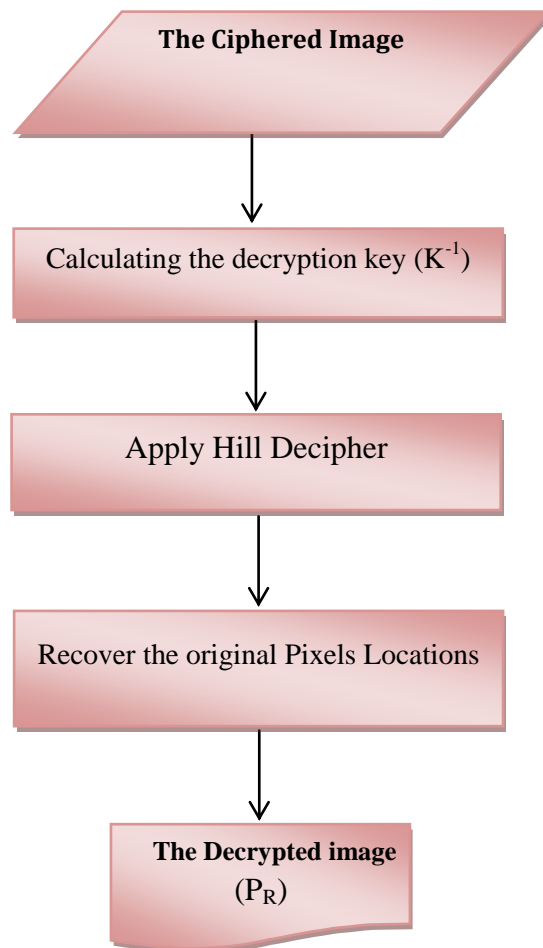 The Ciphered Image
Calculating the decryption key (K⁻¹)
Apply Hill Decipher
Recover the original Pixels Locations
The Decrypted image
(P_R)